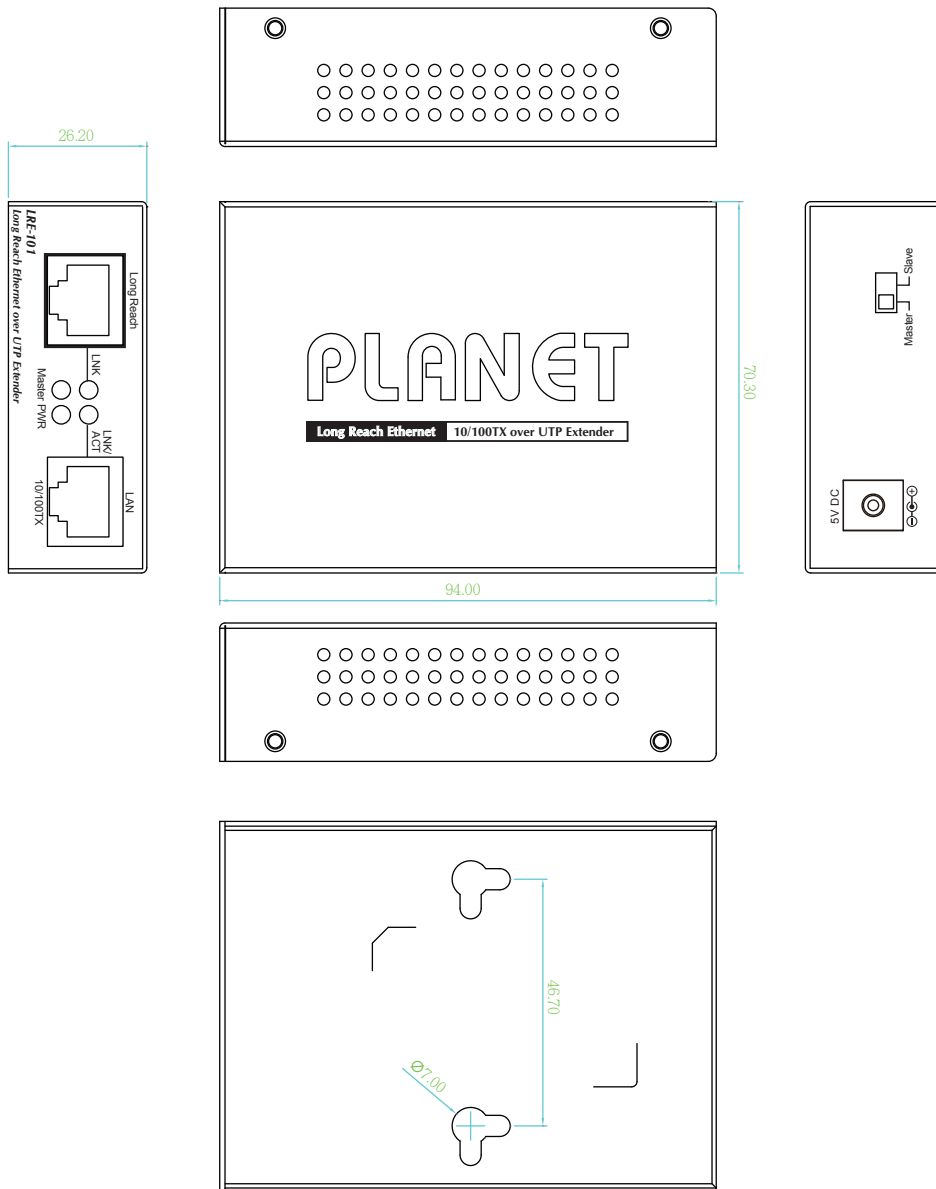 26.20
LRE-101
Long Reach Ethernet over UTP Extender
Long Reach
LNK
Master PWR
LNK/
ACT
LAN
10/100TX
PLANET
Long Reach Ethernet 10/100TX over UTP Extender
70.30
94.00
Slave
Master
5V DC
46.70
Ø7.00